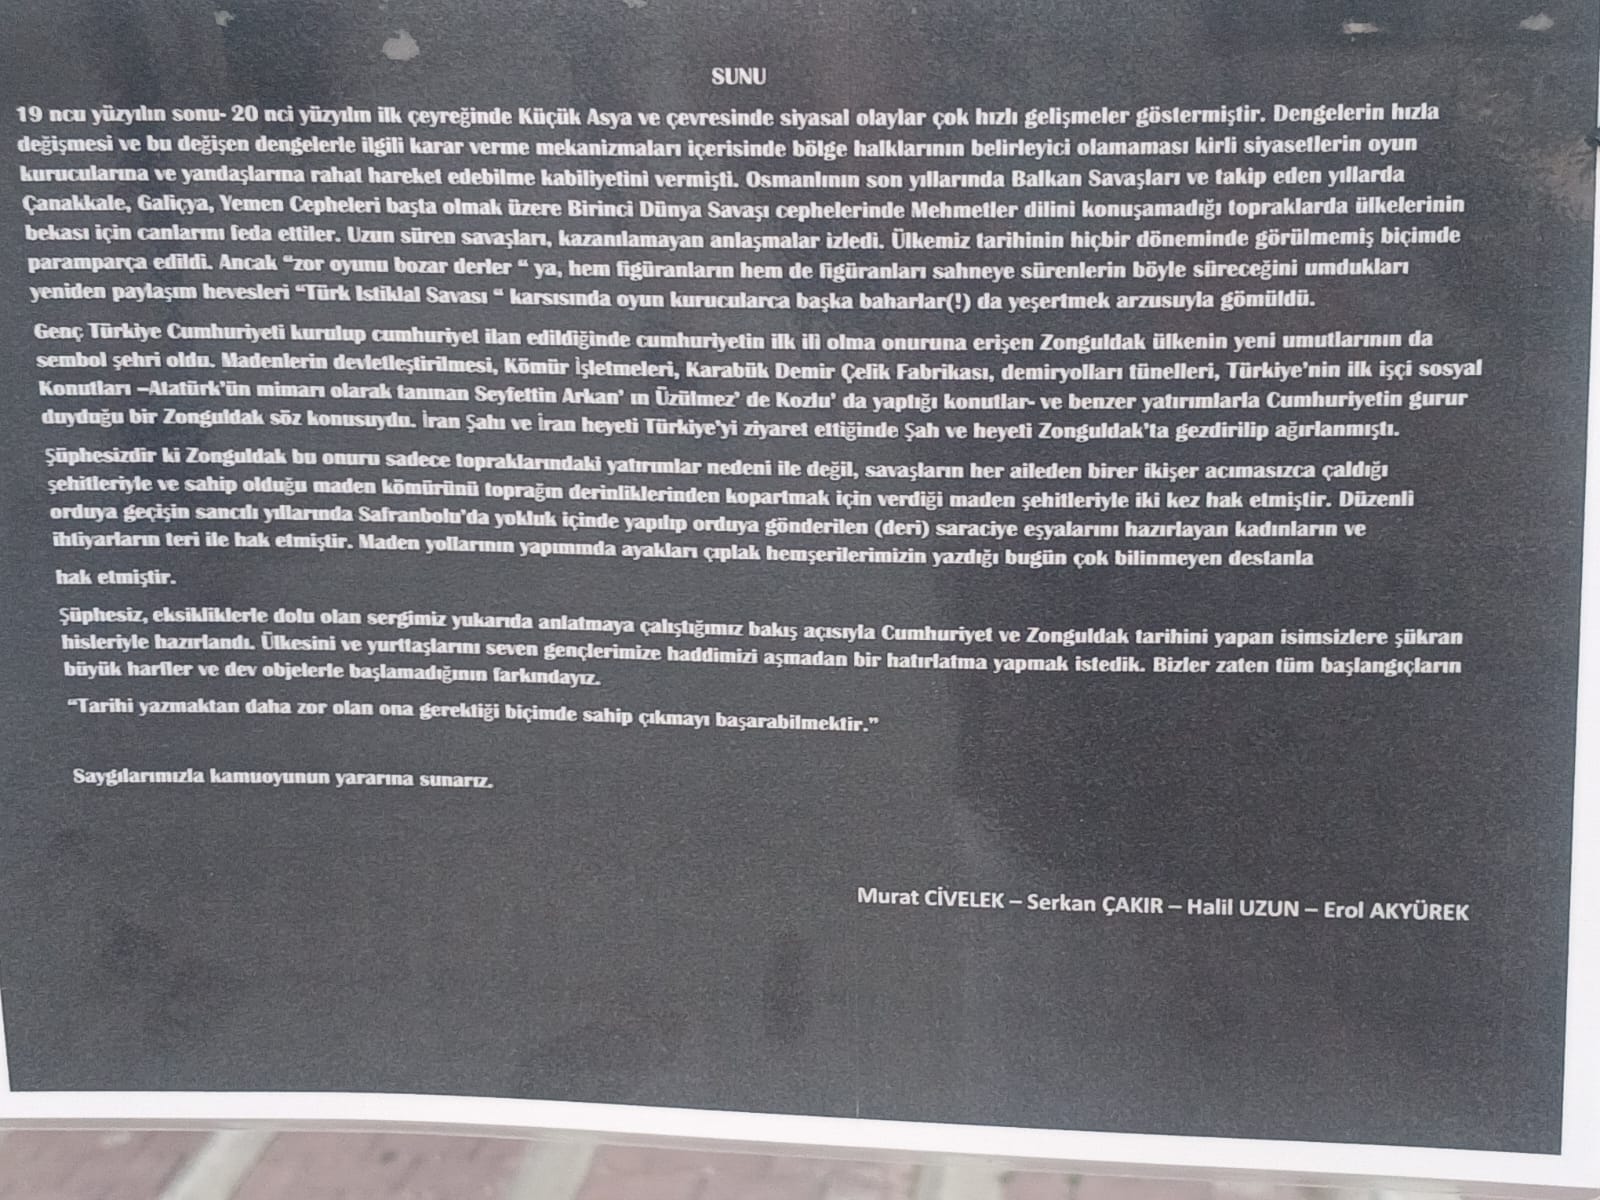 SUNU
19 ncu yüzyılın sonu- 20 nci yüzyılın ilk çeyreğinde Küçük Asya ve çevresinde siyasal olaylar çok hızlı gelişmeler göstermiştir. Dengelerin hızla
değişmesi ve bu değişen dengelerle ilgili karar verme mekanizmaları içerisinde bölge halklarının belirleyici olamaması kirli siyasetlerin oyun
kurucularına ve yandaşlarına rahat hareket edebilme kabiliyetini vermişti. Osmanlının son yıllarında Balkan Savaşları ve takip eden yıllarda
Çanakkale, Galiçya, Yemen Cepheleri başta olmak üzere Birinci Dünya Savaşı cephelerinde Mehmetler dilini konuşamadığı topraklarda ülkelerinin
bekası için canlarını feda ettiler. Uzun süren savaşları, kazanılamayan anlaşmalar izledi. Ülkemiz tarihinin hiçbir döneminde görülmemiş biçimde
paramparça edildi. Ancak “zor oyunu bozar derler “ ya, hem figüranların hem de figüranları sahneye sürenlerin böyle süreceğini umdukları
yeniden paylaşım hevesleri “Türk Istiklal Savası “ karsısında oyun kurucularca başka baharlar(!) da yeşertmek arzusuyla gömüldü.
Genç Türkiye Cumhuriyeti kurulup cumhuriyet ilan edildiğinde cumhuriyetin ilk ili olma onuruna erişen Zonguldak ülkenin yeni umutlarının da
sembol şehri oldu. Madenlerin devletleştirilmesi, Kömür İşletmeleri, Karabük Demir Çelik Fabrikası, demiryolları tünelleri, Türkiye’nin ilk işçi sosyal
Konutları –Atatürk’ün mimarı olarak tanınan Seyfettin Arkan’ ın Üzülmez’ de Kozlu’ da yaptığı konutlar- ve benzer yatırımlarla Cumhuriyetin gurur
duyduğu bir Zonguldak söz konusuydu. İran Şahı ve İran heyeti Türkiye’yi ziyaret ettiğinde Şah ve heyeti Zonguldak’ta gezdirilip ağırlanmıştı.
Şüphesizdir ki Zonguldak bu onuru sadece topraklarındaki yatırımlar nedeni ile değil, savaşların her aileden birer ikişer acımasızca çaldığı
şehitleriyle ve sahip olduğu maden kömürünü toprağın derinliklerinden kopartmak için verdiği maden şehitleriyle iki kez hak etmiştir. Düzenli
orduya geçişin sancılı yıllarında Safranbolu’da yokluk içinde yapılıp orduya gönderilen (deri) saraciye eşyalarını hazırlayan kadınların ve
ihtiyarların teri ile hak etmiştir. Maden yollarının yapımında ayakları çıplak hemşerilerimizin yazdığı bugün çok bilinmeyen destanla
hak etmiştir.
Şüphesiz, eksikliklerle dolu olan sergimiz yukarıda anlatmaya çalıştığımız bakış açısıyla Cumhuriyet ve Zonguldak tarihini yapan isimsizlere şükran
hisleriyle hazırlandı. Ülkesini ve yurttaşlarını seven gençlerimize haddimizi aşmadan bir hatırlatma yapmak istedik. Bizler zaten tüm başlangıçların
büyük harfler ve dev objelerle başlamadığının farkındayız.
“Tarihi yazmaktan daha zor olan ona gerektiği biçimde sahip çıkmayı başarabilmektir.”
Saygılarımızla kamuoyunun yararına sunarız.
Murat CİVELEK – Serkan ÇAKIR – Halil UZUN – Erol AKYÜREK